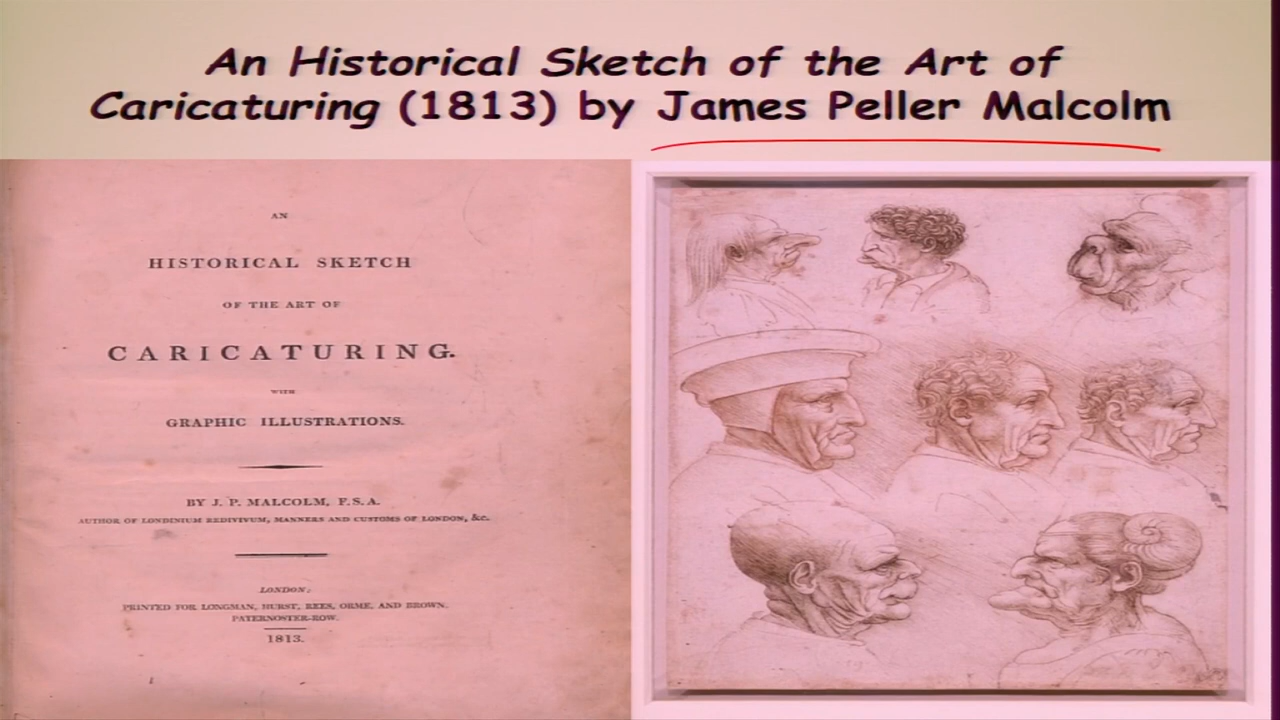 An Historical Sketch of the Art of
Caricaturing (1813) by James Peller Malcolm
AN
HISTORICAL SKETCH
OF THE ART OF
CARICATURING.
WITH
GRAPHIC ILLUSTRATIONS.
BY J. P. MALCOLM, F.S.A.
AUTHOR OF LONDINIUM REDIVIVUM, MANNERS AND CUSTOMS OF LONDON, &c.
LONDON:
PRINTED FOR LONGMAN, HURST, REES, ORME, AND BROWN.
PATERNOSTER-ROW.
1813.